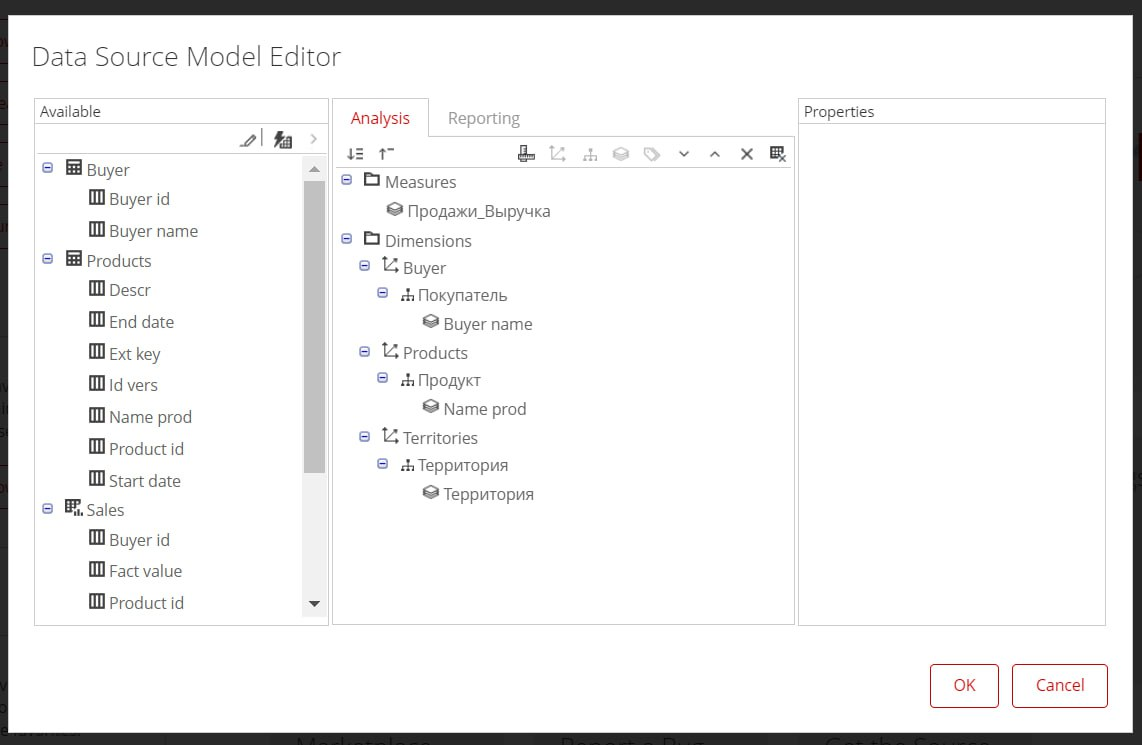 Data Source Model Editor
Available
Buyer
Buyer id
Buyer name
Products
Descr
End date
Ext key
Id vers
Name prod
Product id
Start date
Sales
Buyer id
Fact value
Product id
Analysis
Reporting
Measures
Продажи_Выручка
Dimensions
Buyer
Покупатель
Buyer name
Products
Продукт
Name prod
Territories
Территория
Территория
Properties
OK
Cancel